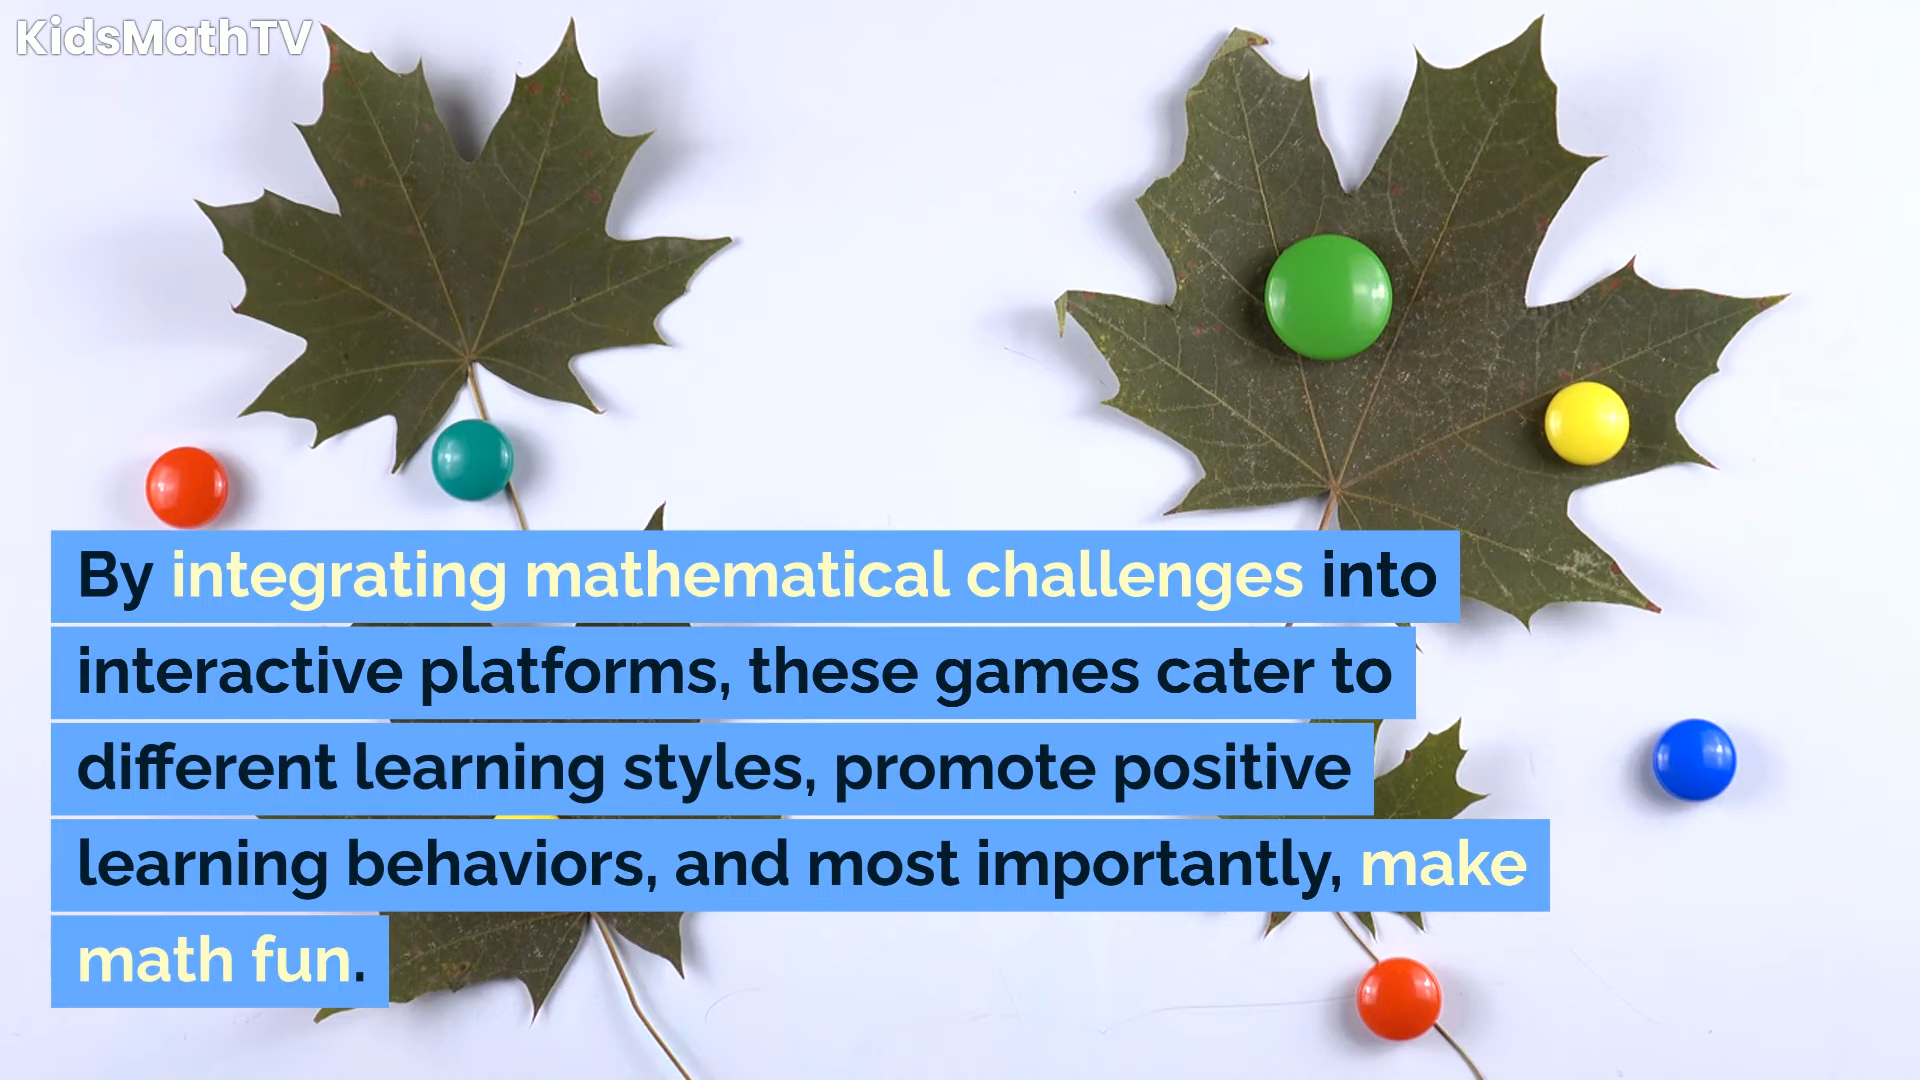 KidsMathTV
By integrating mathematical challenges into
interactive platforms, these games cater to
different learning styles, promote positive
learning behaviors, and most importantly, make
math fun.